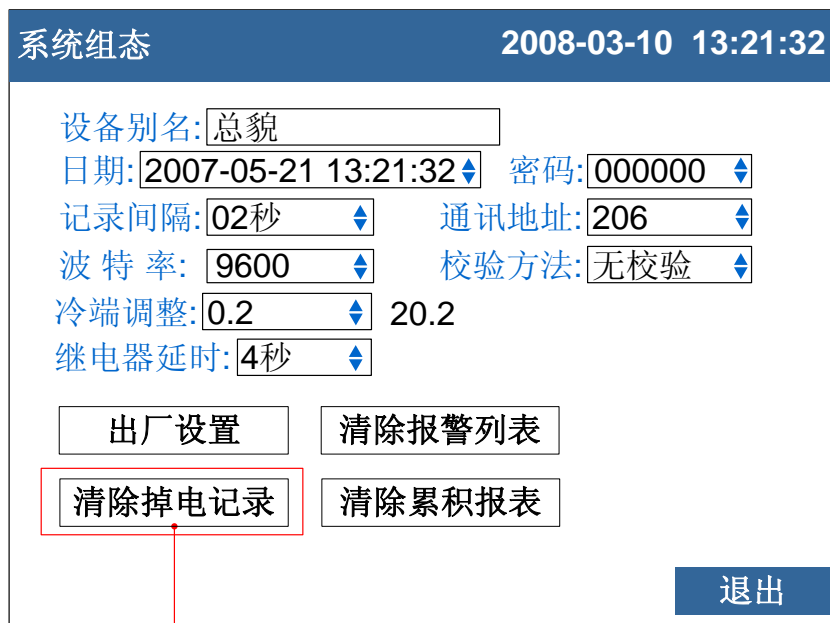 系统组态 2008-03-10 13:21:32
设备别名: 总貌
日期: 2007-05-21 13:21:32 密码: 000000
记录间隔: 02秒 通讯地址: 206
波 特 率: 9600 校验方法: 无校验
冷端调整: 0.2 20.2
继电器延时: 4秒
出厂设置 清除报警列表
清除掉电记录 清除累积报表
退出